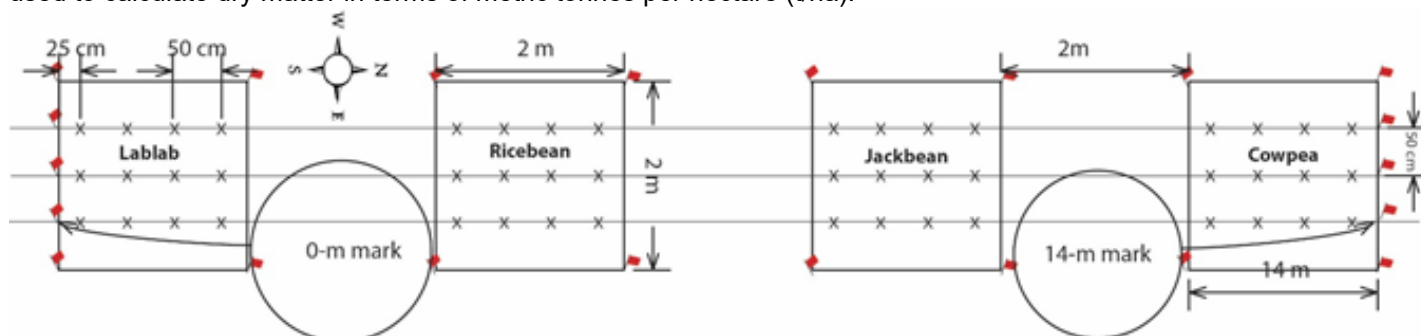 used to calculate dry matter in terms of metric tonnes per hectare (t/ha).
W
25 cm
50 cm
S
N
E
2 m
2m
Lablab
Ricebean
2 m
Jackbean
Cowpea
50 cm
0-m mark
14-m mark
14 m